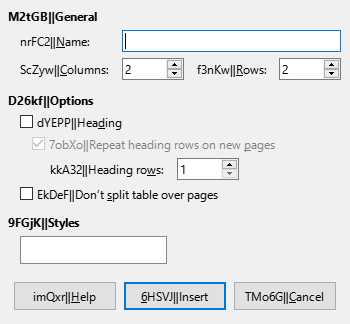 M2tGB||General
nrFC2||Name:
ScZyw||Columns: 2 f3nKw||Rows: 2
D26kf||Options
dYEPP||Heading
7obXo||Repeat heading rows on new pages
kkA32||Heading rows: 1
EkDeF||Don't split table over pages
9FGjK||Styles
imQxr||Help 6HSVJ||Insert TMo6G||Cancel